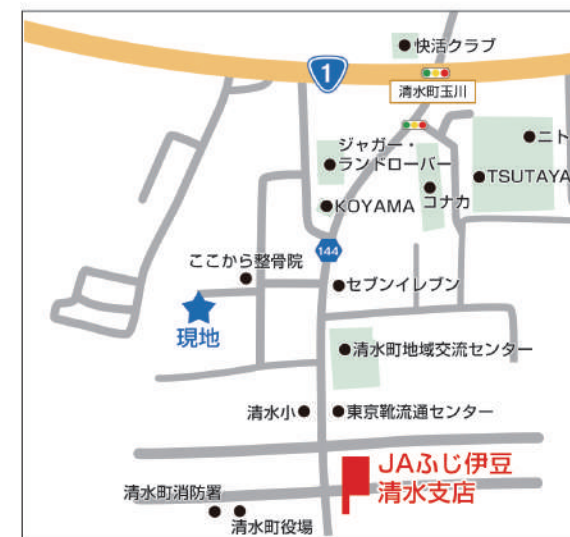 快活クラブ
1
清水町玉川
ジャガー・
ランドローバー
ニト
TSUTAYA
コナカ
KOYAMA
144
ここから整骨院
セブンイレブン
現地
清水町地域交流センター
清水小
東京靴流通センター
JAふじ伊豆
清水支店
清水町消防署
清水町役場